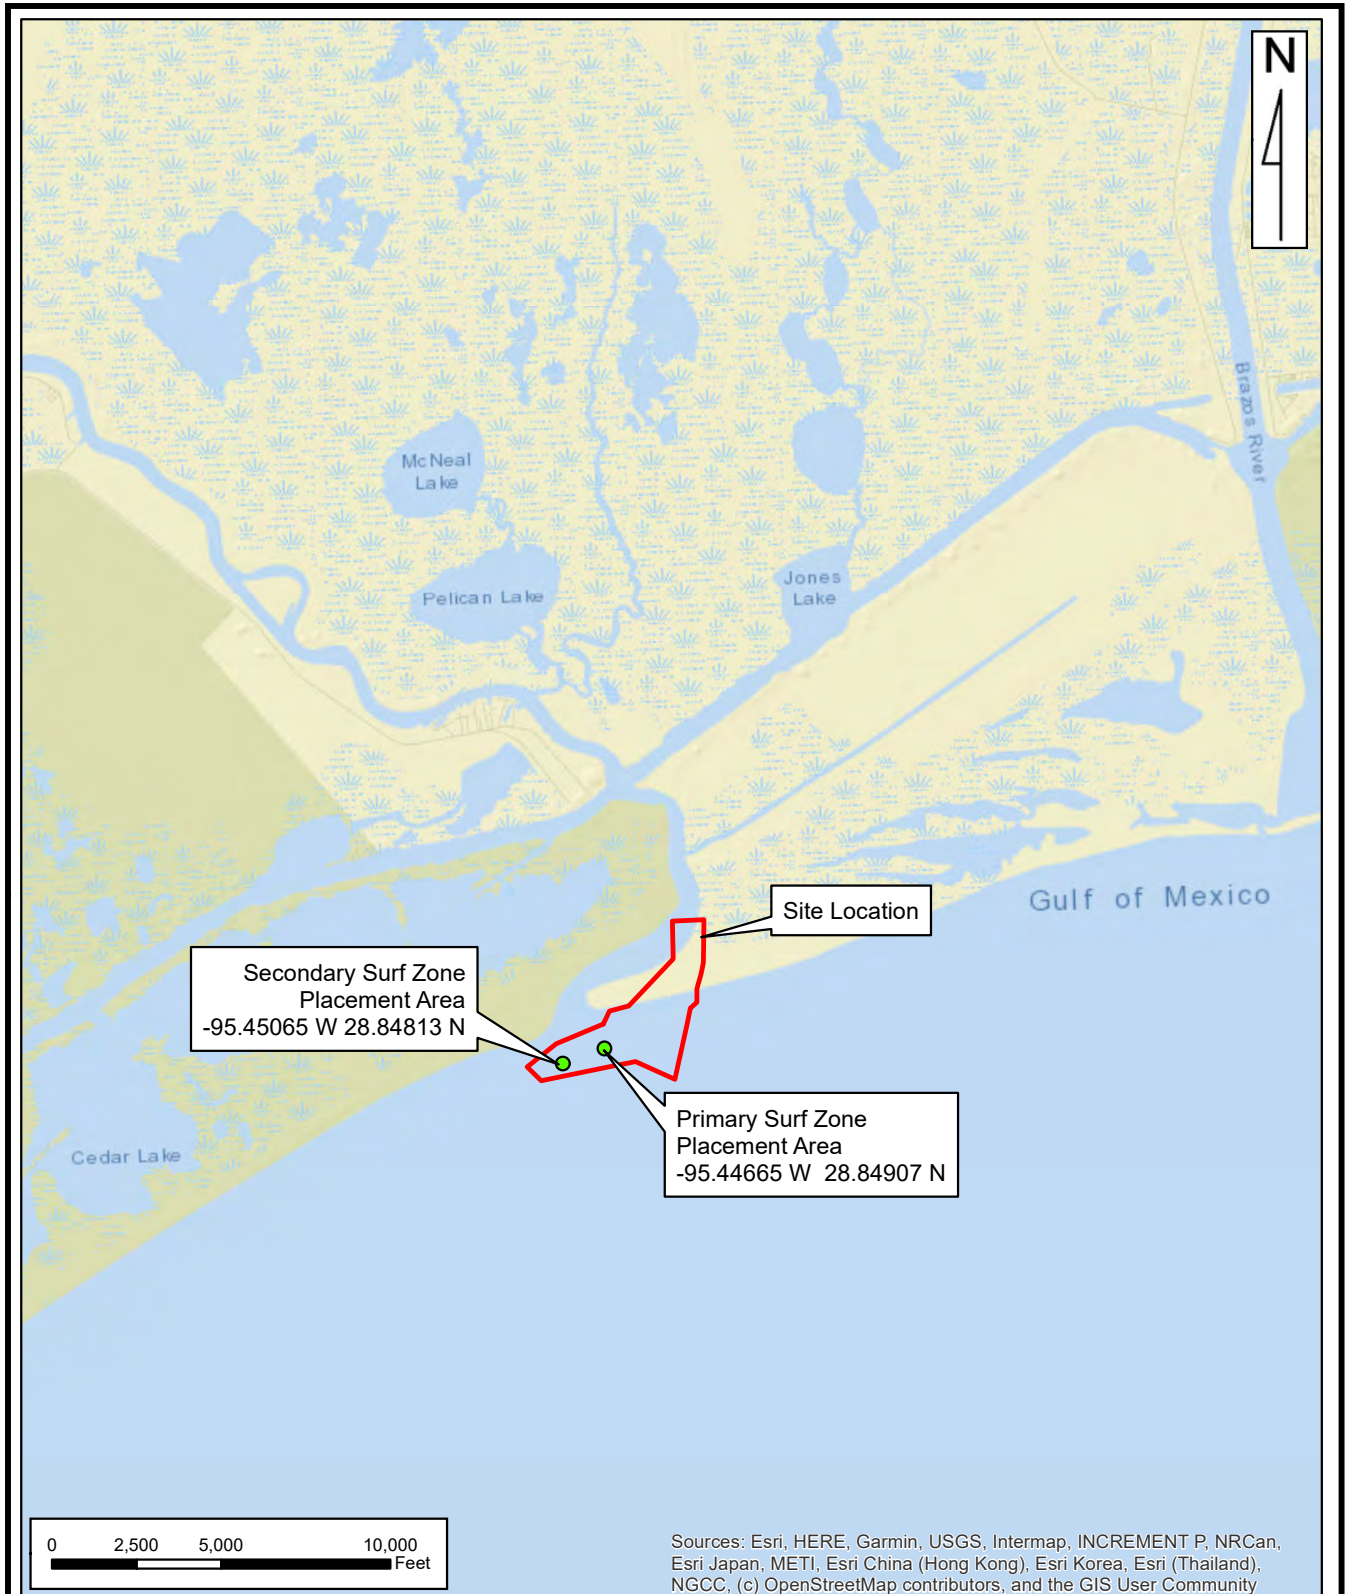 N
Brazos River
McNeal
Lake
Pelican Lake
Jones
Lake
Gulf of Mexico
Site Location
Secondary Surf Zone
Placement Area
-95.45065 W 28.84813 N
Primary Surf Zone
Placement Area
-95.44665 W 28.84907 N
Cedar Lake
0 2,500 5,000 10,000
Feet
Sources: Esri, HERE, Garmin, USGS, Intermap, INCREMENT P, NRCan,
Esri Japan, METI, Esri China (Hong Kong), Esri Korea, Esri (Thailand),
NGCC, (c) OpenStreetMap contributors, and the GIS User Community